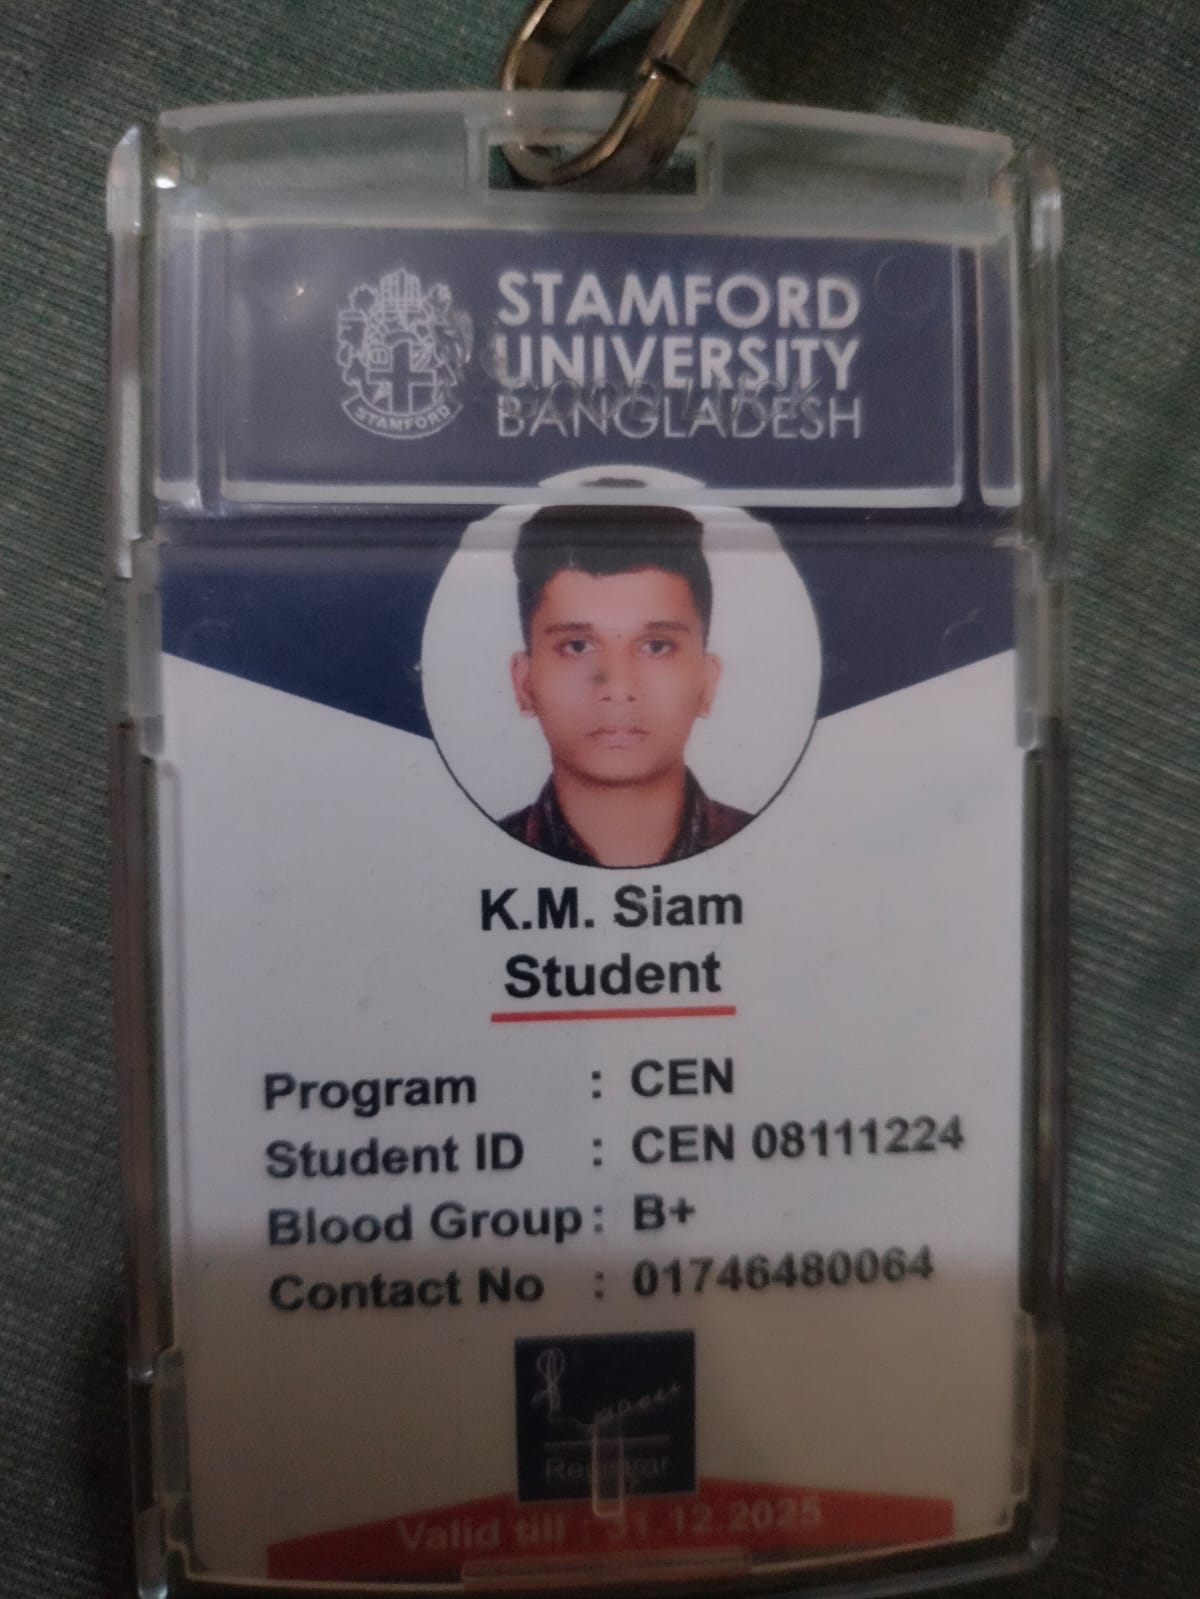 STAMFORD
UNIVERSITY
BANGLADESH
STAMFORD
GOOD LUCK
K.M. Siam
Student
Program : CEN
Student ID : CEN 08111224
Blood Group : B+
Contact No : 01746480064
Registrar
Valid till : 31.12.2025